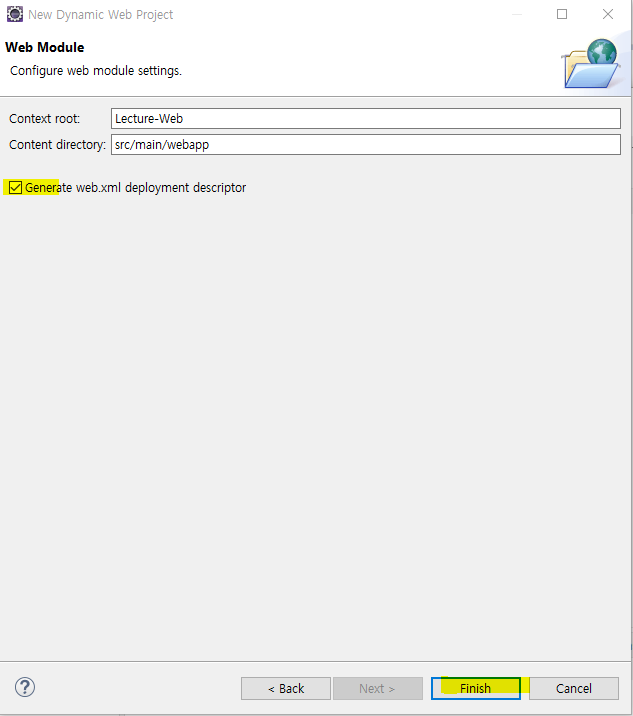 New Dynamic Web Project
Web Module
Configure web module settings.
Context root: Lecture-Web
Content directory: src/main/webapp
Generate web.xml deployment descriptor
? < Back Next > Finish Cancel